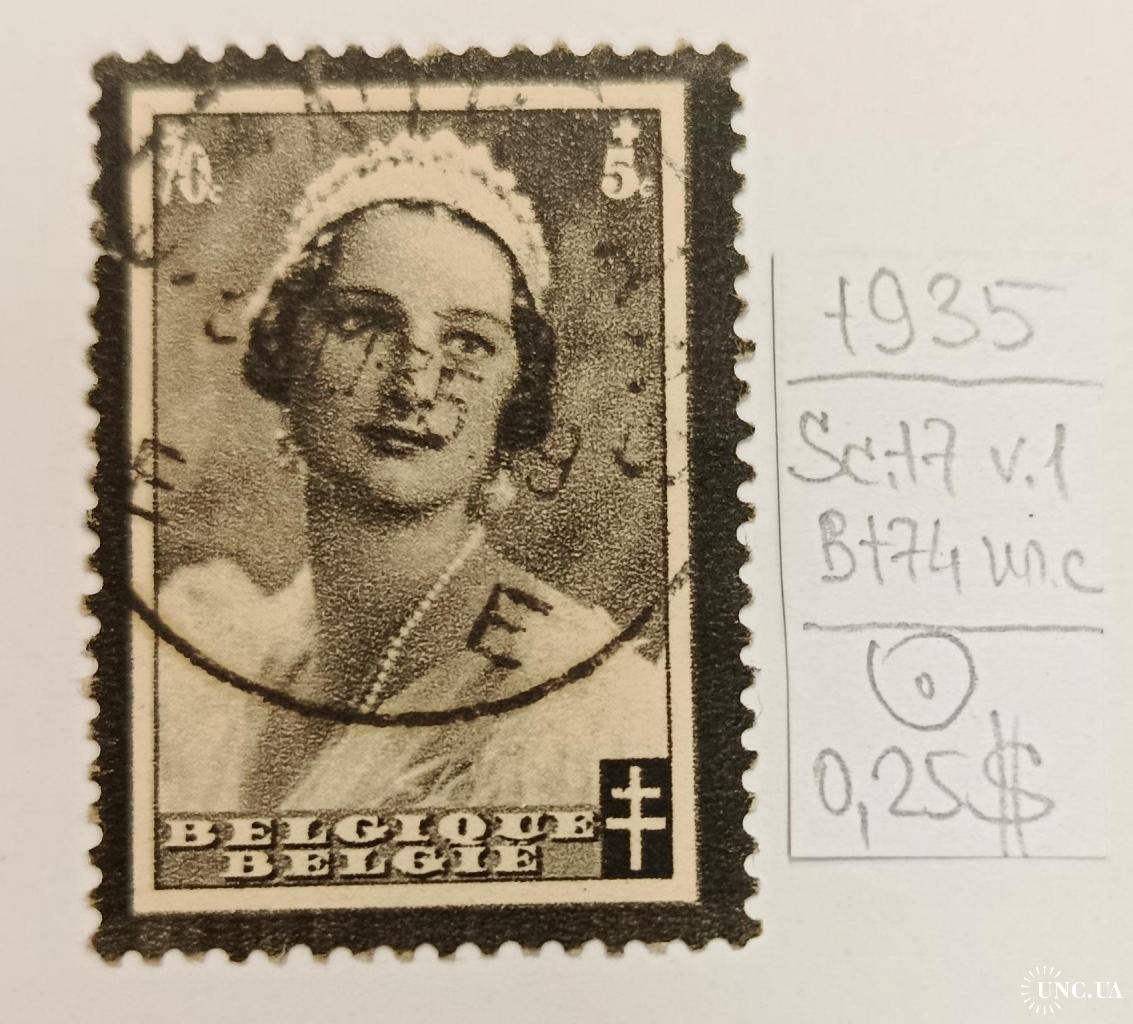 70c
+
5c
BELGIQUE
BELGIE
1935
Sc:17 v.1
B174 un.c
0,25$
UNC.UA